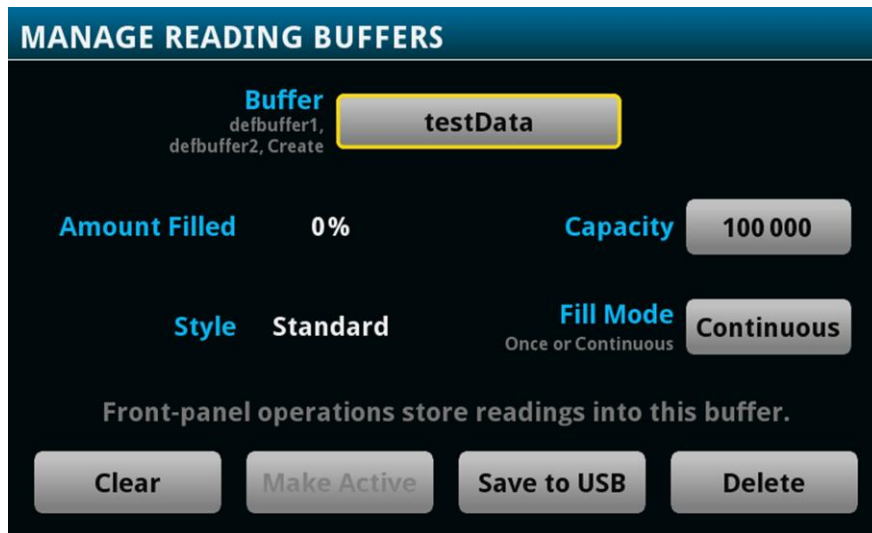 MANAGE READING BUFFERS
Buffer
defbuffer1,
defbuffer2, Create
testData
Amount Filled 0% Capacity 100 000
Style Standard Fill Mode
Once or Continuous
Continuous
Front-panel operations store readings into this buffer.
Clear Make Active Save to USB Delete